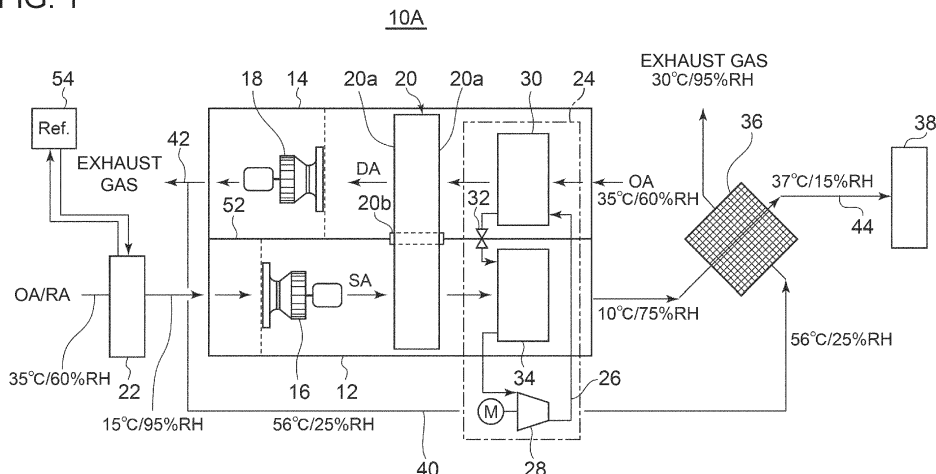 FIG. 1
10A
EXHAUST GAS
30°C/95%RH
54
18
14
20a
20
20a
30
24
36
38
Ref.
42
EXHAUST
GAS
DA
OA
35°C/60%RH
37°C/15%RH
44
52
20b
32
OA/RA
SA
10°C/75%RH
56°C/25%RH
35°C/60%RH
22
16
12
34
26
15°C/95%RH
56°C/25%RH
M
40
28